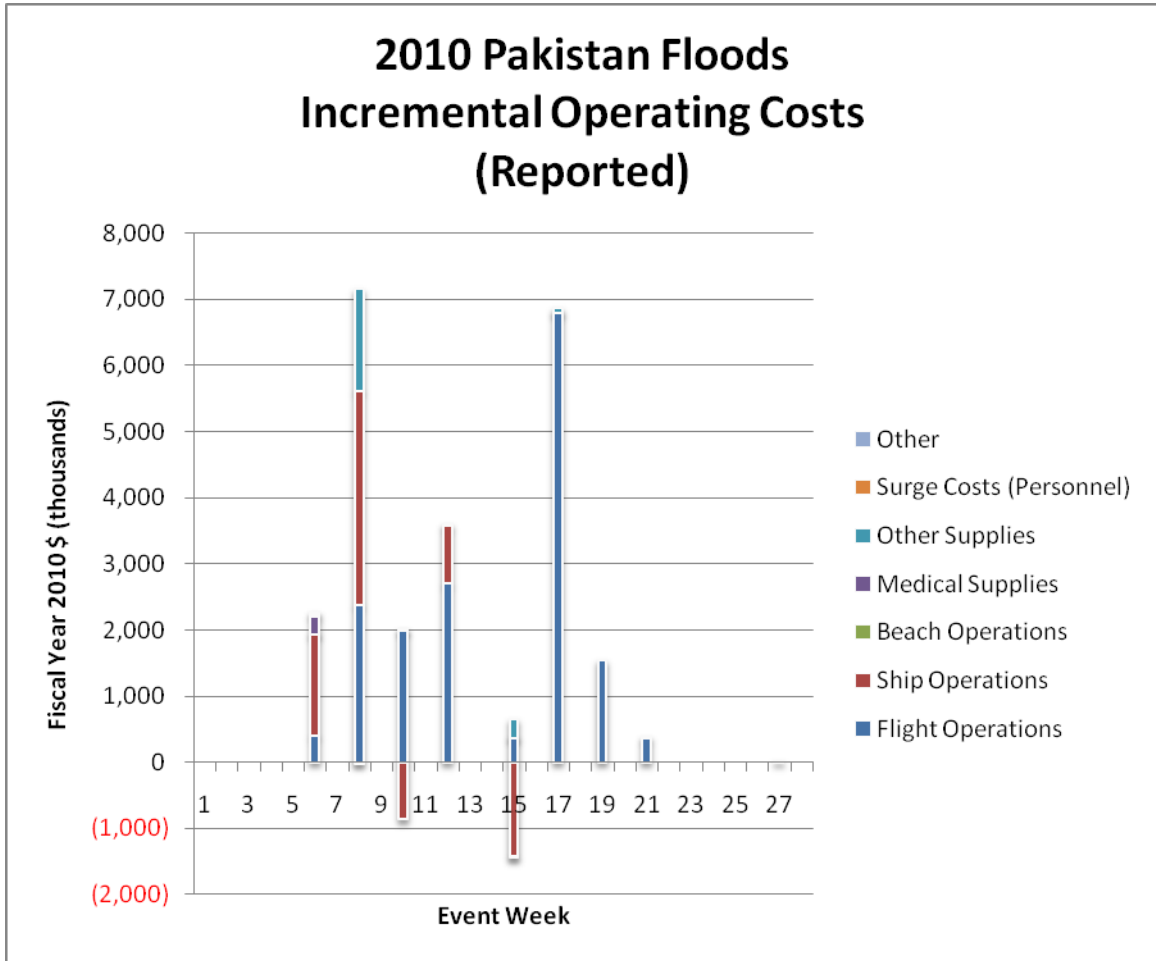 2010 Pakistan Floods
Incremental Operating Costs
(Reported)
Fiscal Year 2010 $ (thousands)
8,000
7,000
6,000
5,000
4,000
3,000
2,000
1,000
0
(1,000)
(2,000)
1 3 5 7 9 11 13 15 17 19 21 23 25 27
Event Week
Other
Surge Costs (Personnel)
Other Supplies
Medical Supplies
Beach Operations
Ship Operations
Flight Operations